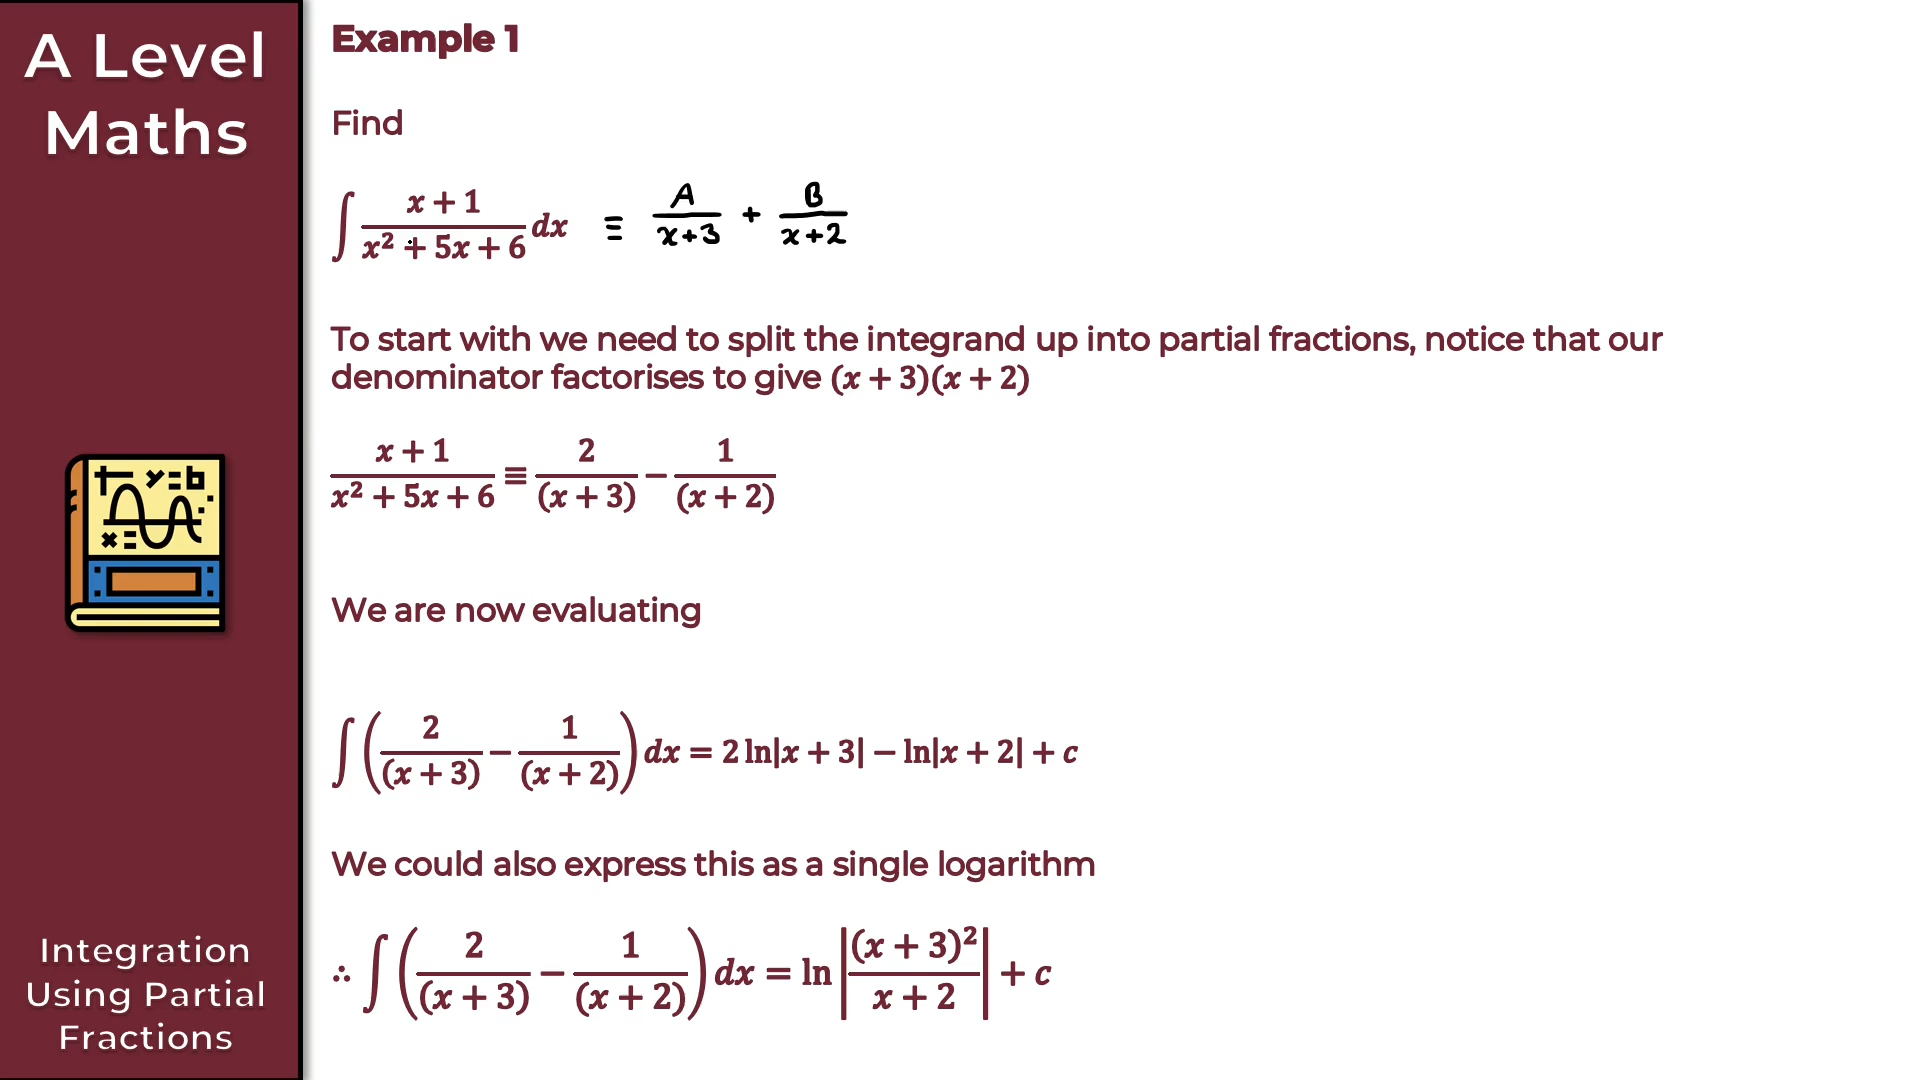 A Level
Maths
Integration
Using Partial
Fractions
Example 1
Find
∫ (x + 1)/(x² + 5x + 6) dx ≡ A/(x+3) + B/(x+2)
To start with we need to split the integrand up into partial fractions, notice that our
denominator factorises to give (x + 3)(x + 2)
(x + 1)/(x² + 5x + 6) ≡ 2/(x + 3) − 1/(x + 2)
We are now evaluating
∫ (2/(x + 3) − 1/(x + 2)) dx = 2 ln|x + 3| − ln|x + 2| + c
We could also express this as a single logarithm
∴ ∫ (2/(x + 3) − 1/(x + 2)) dx = ln |(x + 3)²/(x + 2)| + c